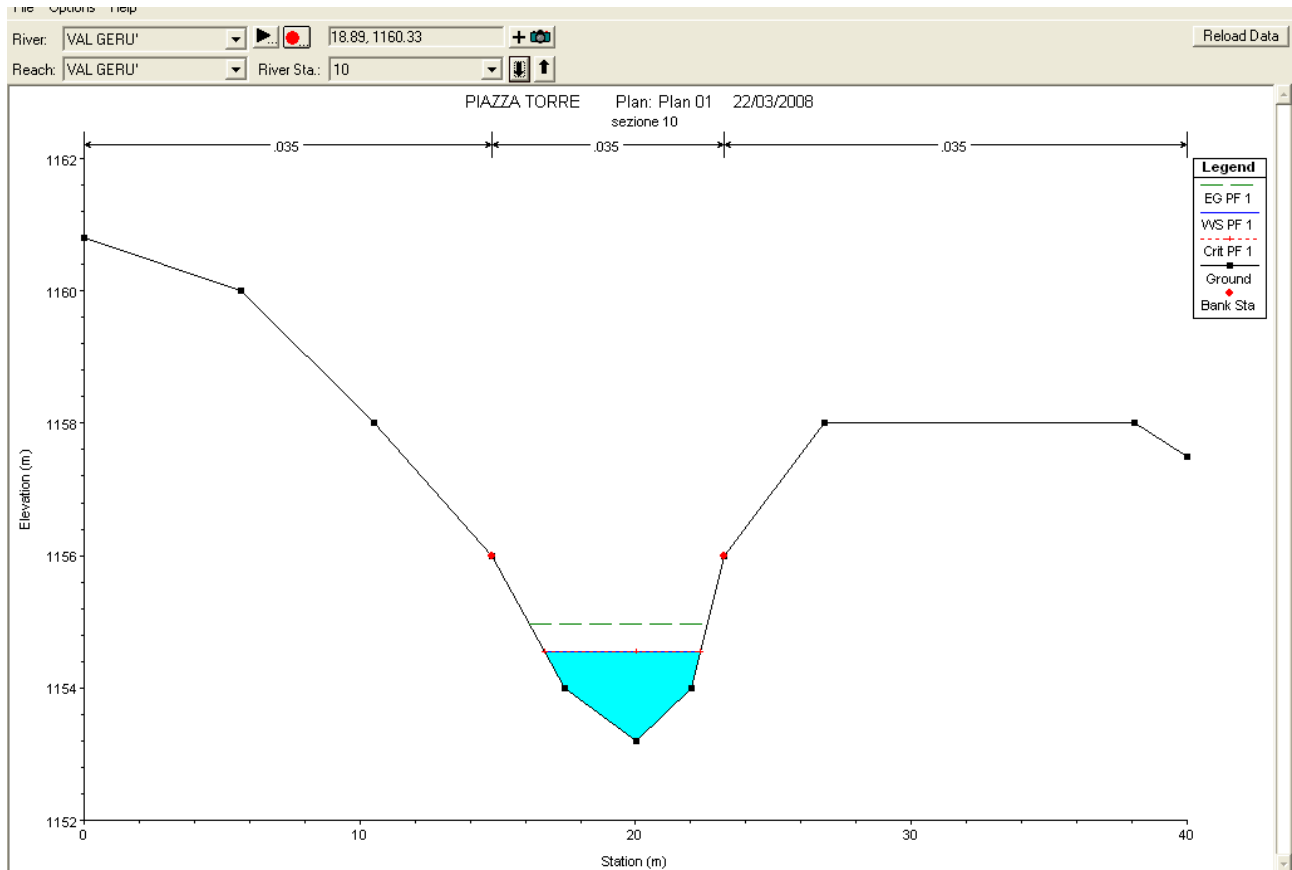 File Options Help
River: VAL GERU' ... ... 18.89, 1160.33 + Reload Data
Reach: VAL GERU' River Sta.: 10
PIAZZA TORRE Plan: Plan 01 22/03/2008
sezione 10
.035 .035 .035
1162
1160
1158
1156
1154
1152
Elevation (m)
0 10 20 30 40
Station (m)
Legend
EG PF 1
WS PF 1
Crit PF 1
Ground
Bank Sta